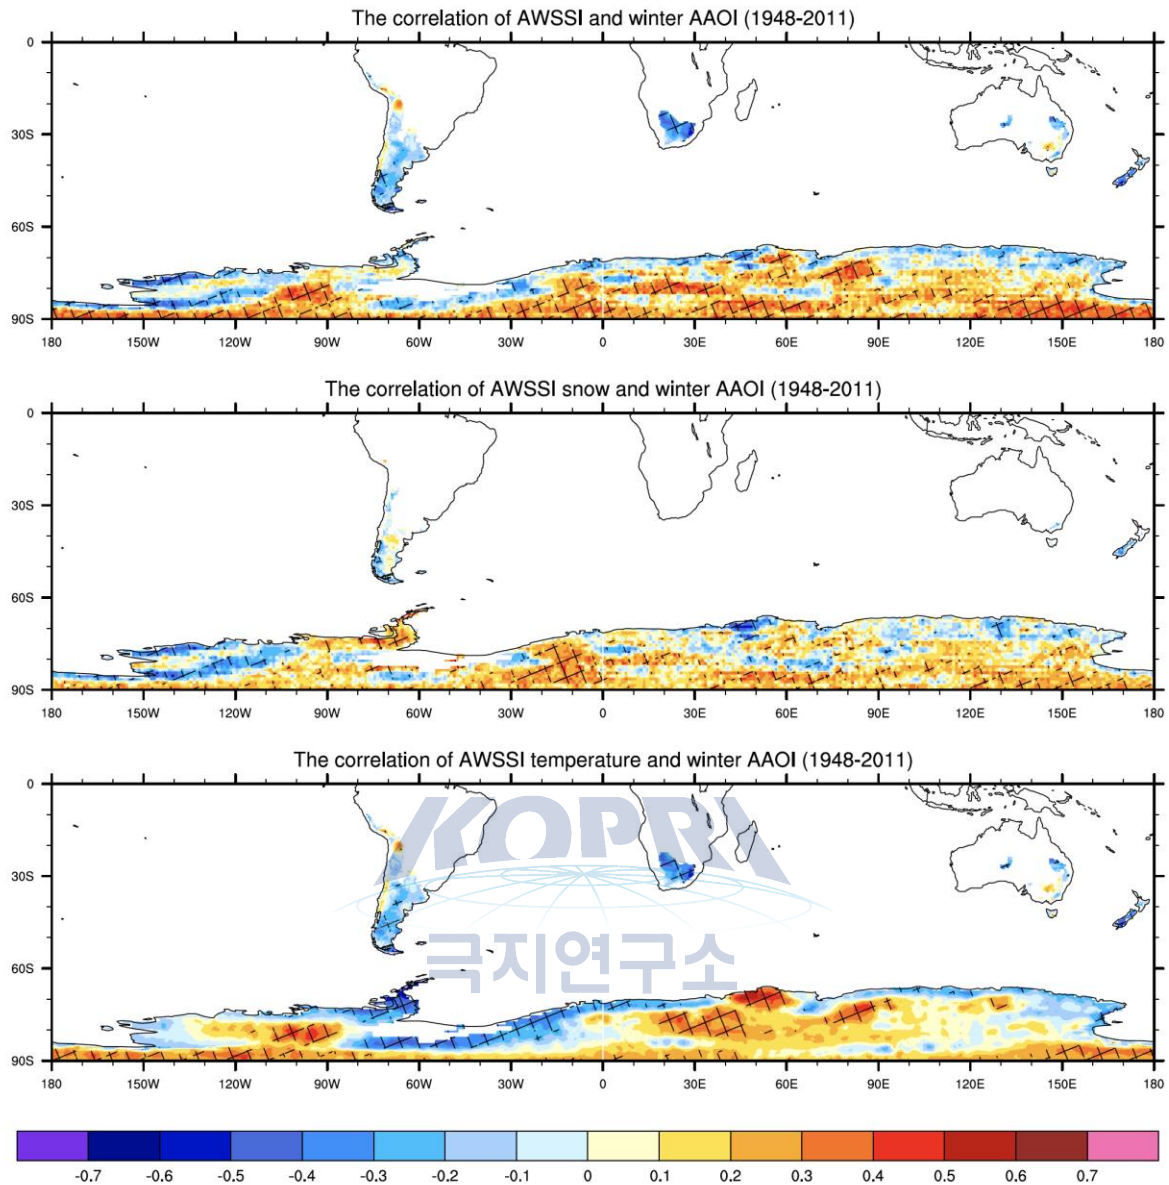 The correlation of AWSSI and winter AAOI (1948-2011)
0
30S
60S
90S
180 150W 120W 90W 60W 30W 0 30E 60E 90E 120E 150E 180
The correlation of AWSSI snow and winter AAOI (1948-2011)
0
30S
60S
90S
180 150W 120W 90W 60W 30W 0 30E 60E 90E 120E 150E 180
The correlation of AWSSI temperature and winter AAOI (1948-2011)
0
KOPRI
30S
극지연구소
60S
90S
180 150W 120W 90W 60W 30W 0 30E 60E 90E 120E 150E 180
-0.7 -0.6 -0.5 -0.4 -0.3 -0.2 -0.1 0 0.1 0.2 0.3 0.4 0.5 0.6 0.7